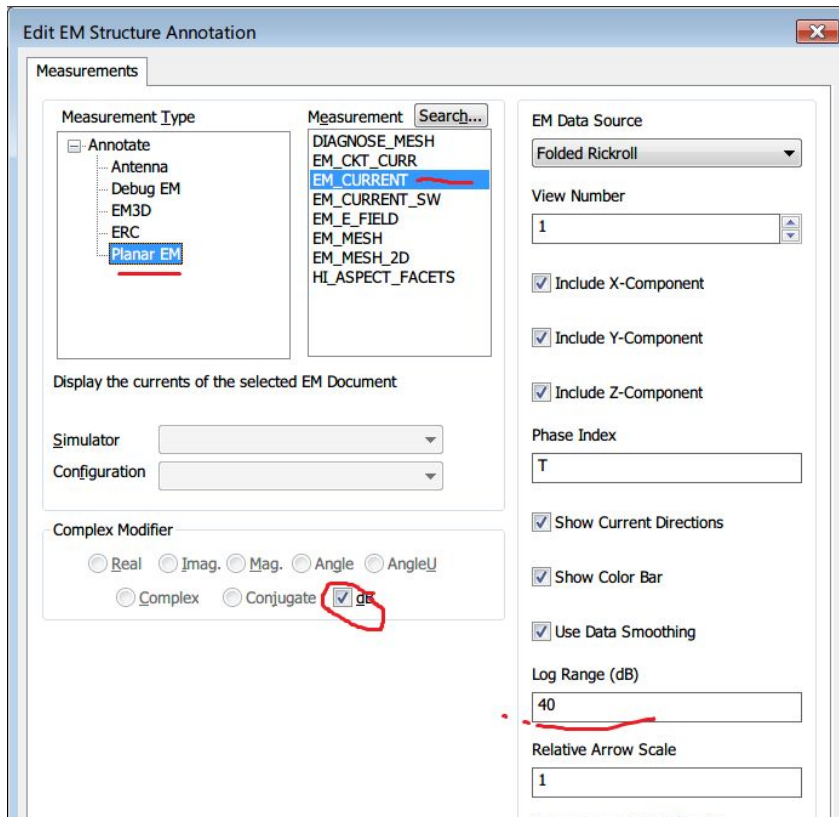 Edit EM Structure Annotation
Measurements
Measurement Type
Annotate
Antenna
Debug EM
EM3D
ERC
Planar EM
Measurement Search...
DIAGNOSE_MESH
EM_CKT_CURR
EM_CURRENT
EM_CURRENT_SW
EM_E_FIELD
EM_MESH
EM_MESH_2D
HI_ASPECT_FACETS
Display the currents of the selected EM Document
Simulator
Configuration
Complex Modifier
Real Imag. Mag. Angle AngleU
Complex Conjugate dB
EM Data Source
Folded Rickroll
View Number
1
Include X-Component
Include Y-Component
Include Z-Component
Phase Index
T
Show Current Directions
Show Color Bar
Use Data Smoothing
Log Range (dB)
40
Relative Arrow Scale
1